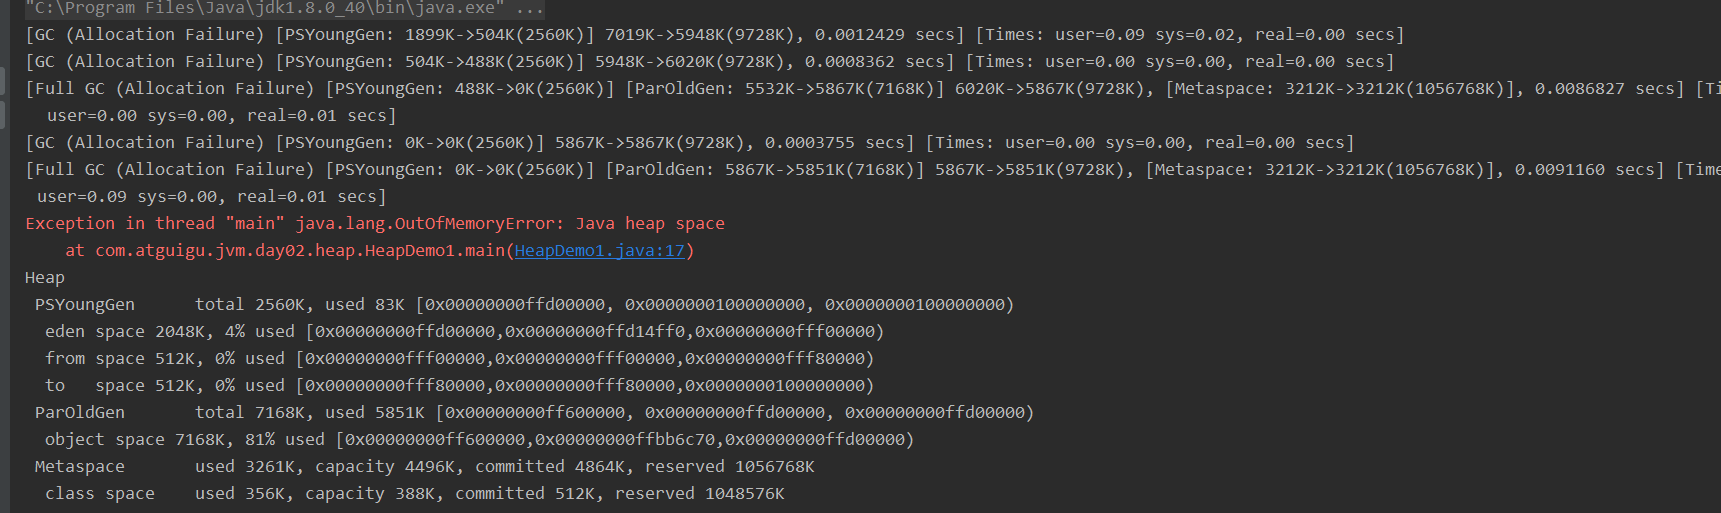 "C:\Program Files\Java\jdk1.8.0_40\bin\java.exe" ...
[GC (Allocation Failure) [PSYoungGen: 1899K->504K(2560K)] 7019K->5948K(9728K), 0.0012429 secs] [Times: user=0.09 sys=0.02, real=0.00 secs]
[GC (Allocation Failure) [PSYoungGen: 504K->488K(2560K)] 5948K->6020K(9728K), 0.0008362 secs] [Times: user=0.00 sys=0.00, real=0.00 secs]
[Full GC (Allocation Failure) [PSYoungGen: 488K->0K(2560K)] [ParOldGen: 5532K->5867K(7168K)] 6020K->5867K(9728K), [Metaspace: 3212K->3212K(1056768K)], 0.0086827 secs] [Ti
user=0.00 sys=0.00, real=0.01 secs]
[GC (Allocation Failure) [PSYoungGen: 0K->0K(2560K)] 5867K->5867K(9728K), 0.0003755 secs] [Times: user=0.00 sys=0.00, real=0.00 secs]
[Full GC (Allocation Failure) [PSYoungGen: 0K->0K(2560K)] [ParOldGen: 5867K->5851K(7168K)] 5867K->5851K(9728K), [Metaspace: 3212K->3212K(1056768K)], 0.0091160 secs] [Time
user=0.09 sys=0.00, real=0.01 secs]
Exception in thread "main" java.lang.OutOfMemoryError: Java heap space
at com.atguigu.jvm.day02.heap.HeapDemo1.main(HeapDemo1.java:17)
Heap
PSYoungGen      total 2560K, used 83K [0x00000000ffd00000, 0x0000000100000000, 0x0000000100000000)
eden space 2048K, 4% used [0x00000000ffd00000,0x00000000ffd14ff0,0x00000000fff00000)
from space 512K, 0% used [0x00000000fff00000,0x00000000fff00000,0x00000000fff80000)
to   space 512K, 0% used [0x00000000fff80000,0x00000000fff80000,0x0000000100000000)
ParOldGen       total 7168K, used 5851K [0x00000000ff600000, 0x00000000ffd00000, 0x00000000ffd00000)
object space 7168K, 81% used [0x00000000ff600000,0x00000000ffbb6c70,0x00000000ffd00000)
Metaspace       used 3261K, capacity 4496K, committed 4864K, reserved 1056768K
class space    used 356K, capacity 388K, committed 512K, reserved 1048576K